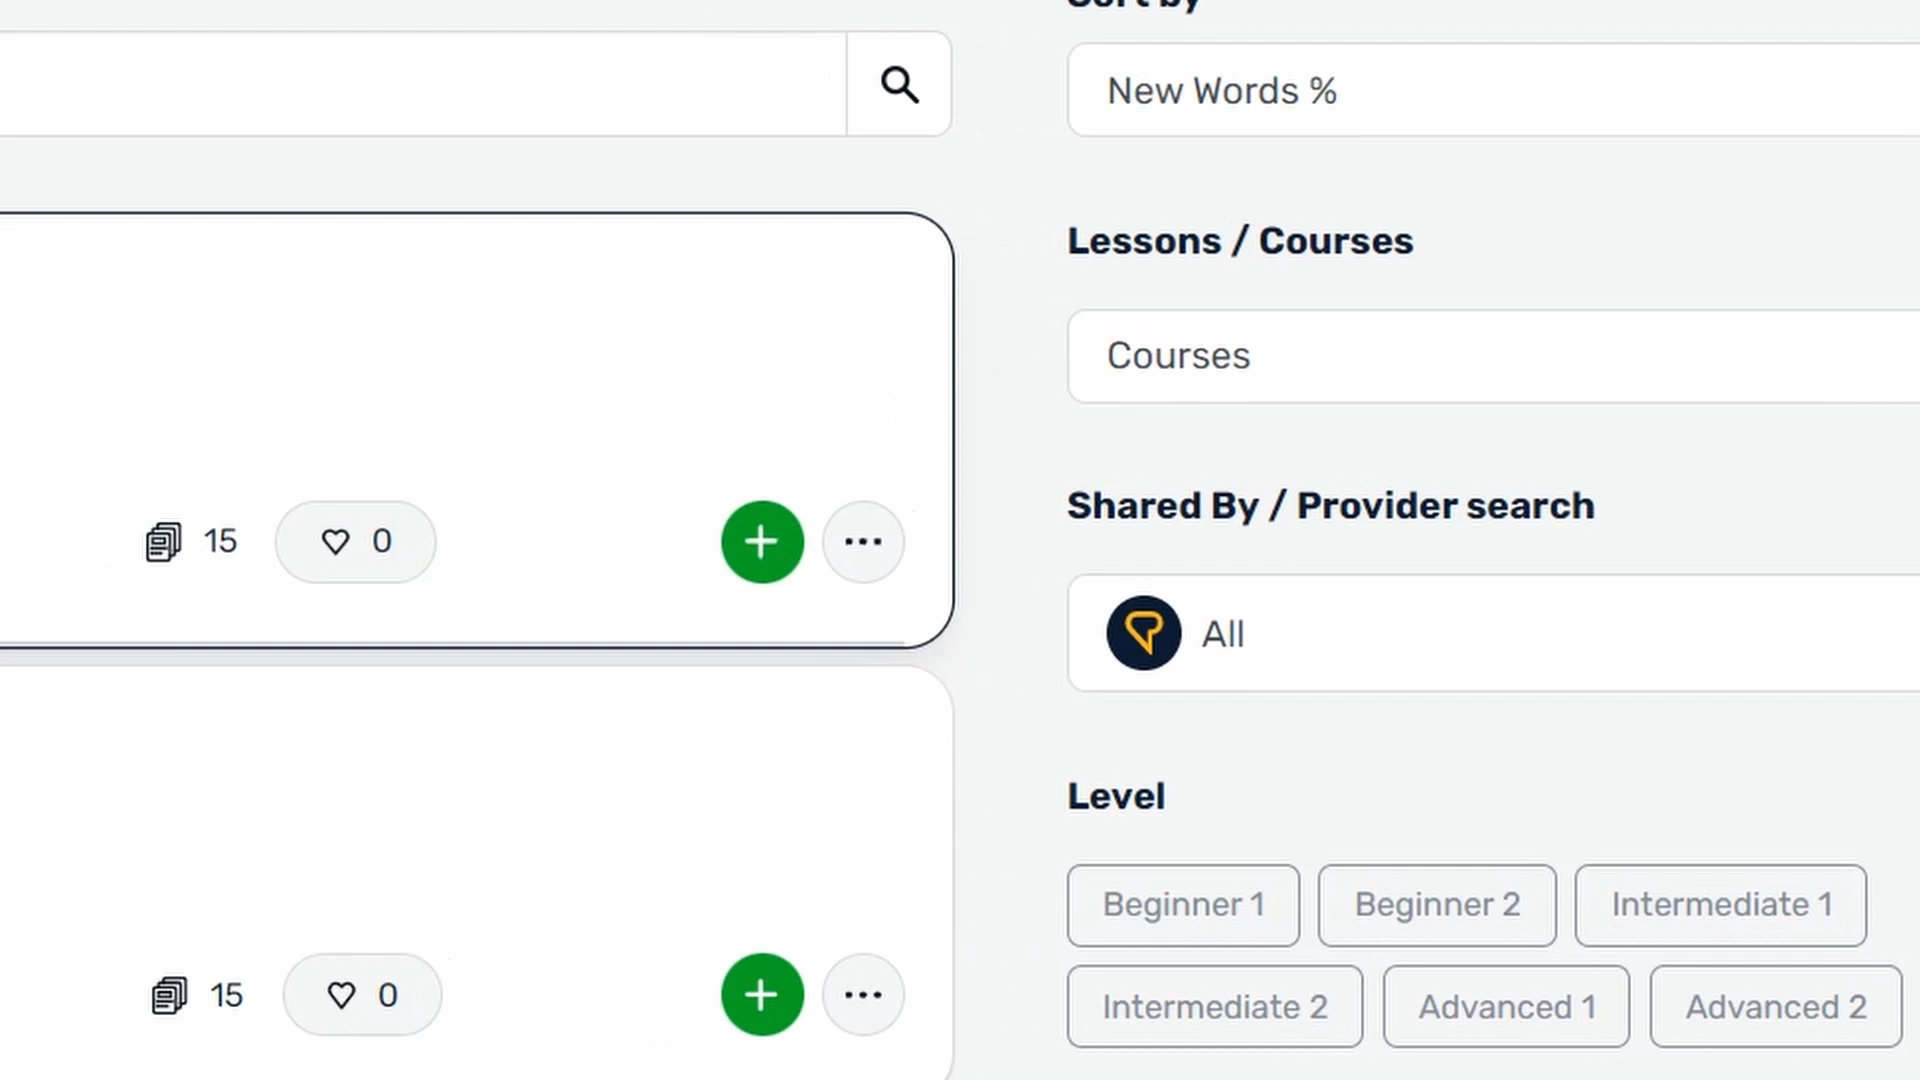 Sort by
New Words %
Lessons / Courses
Courses
Shared By / Provider search
All
Level
Beginner 1
Beginner 2
Intermediate 1
Intermediate 2
Advanced 1
Advanced 2
15
0
15
0